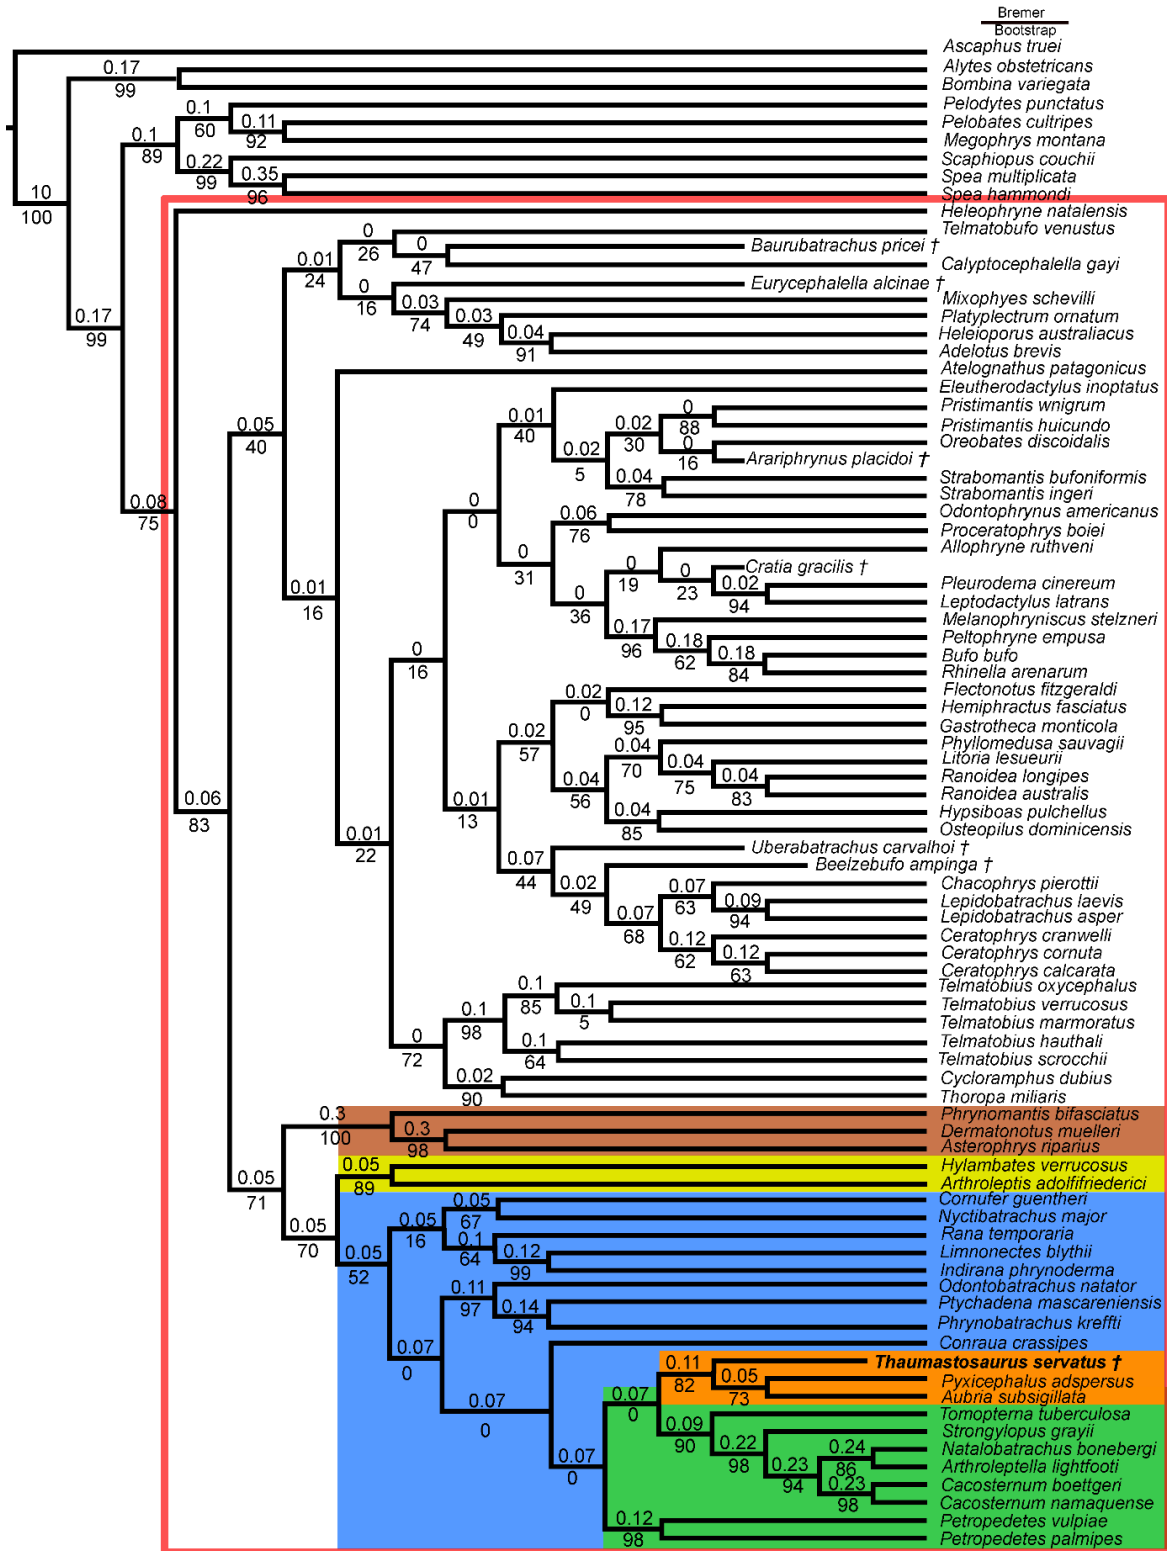 Bremer
Bootstrap
Ascaphus truei
0.17
99
Alytes obstetricans
Bombina variegata
0.1
60
Pelodytes punctatus
0.11
92
Pelobates cultripes
Megophrys montana
0.1
89
0.22
99
Scaphiopus couchii
0.35
96
Spea multiplicata
Spea hammondi
10
100
Heleophryne natalensis
0
26
Telmatobufo venustus
0
47
Baurubatrachus pricei †
Calyptocephalella gayi
0.01
24
0
16
Eurycephalella alcinae †
0.03
74
Mixophyes schevilli
0.03
49
Platyplectrum ornatum
0.04
91
Heleioporus australiacus
Adelotus brevis
0.17
99
Atelognathus patagonicus
Eleutherodactylus inoptatus
0.01
40
0.02
5
0.02
30
0
88
Pristimantis wnigrum
Pristimantis huicundo
0
16
Oreobates discoidalis
Arariphrynus placidoi †
0.04
78
Strabomantis bufoniformis
Strabomantis ingeri
0.05
40
0
0
0.06
76
Odontophrynus americanus
Proceratophrys boiei
0.08
75
0
31
0
36
0
19
Allophryne ruthveni
0
23
Cratia gracilis †
0.02
94
Pleurodema cinereum
Leptodactylus latrans
0.01
16
0.17
96
Melanophryniscus stelzneri
0.18
62
Peltophryne empusa
0.18
84
Bufo bufo
Rhinella arenarum
0
16
0.02
0
Flectonotus fitzgeraldi
0.12
95
Hemiphractus fasciatus
Gastrotheca monticola
0.02
57
0.04
70
Phyllomedusa sauvagii
0.04
75
Litoria lesueurii
0.04
83
Ranoidea longipes
Ranoidea australis
0.04
56
0.04
85
Hypsiboas pulchellus
Osteopilus dominicensis
0.06
83
0.01
13
0.01
22
0.07
44
Uberabatrachus carvalhoi †
0.02
49
Beelzebufo ampinga †
0.07
68
0.07
63
Chacophrys pierottii
0.09
94
Lepidobatrachus laevis
Lepidobatrachus asper
0.12
62
Ceratophrys cranwelli
0.12
63
Ceratophrys cornuta
Ceratophrys calcarata
0.1
85
Telmatobius oxycephalus
0.1
5
Telmatobius verrucosus
Telmatobius marmoratus
0.1
98
0.1
64
Telmatobius hauthali
Telmatobius scrocchii
0
72
0.02
90
Cycloramphus dubius
Thoropa miliaris
0.3
100
Phrynomantis bifasciatus
0.3
98
Dermatonotus muelleri
Asterophrys riparius
0.05
71
0.05
89
Hylambates verrucosus
Arthroleptis adolfifriederici
0.05
70
0.05
52
0.05
16
0.05
67
Cornufer guentheri
Nyctibatrachus major
0.1
64
Rana temporaria
0.12
99
Limnonectes blythii
Indirana phrynoderma
0.11
97
Odontobatrachus natator
0.14
94
Ptychadena mascareniensis
Phrynobatrachus kreffti
0.07
0
Conraua crassipes
0.07
0
0.11
82
Thaumastosaurus servatus †
0.05
73
Pyxicephalus adspersus
Aubria subsigillata
0.07
0
0.09
90
Tomopterna tuberculosa
0.22
98
Strongylopus grayii
0.23
94
0.24
86
Natalobatrachus bonebergi
Arthroleptella lightfooti
0.07
0
0.23
98
Cacosternum boettgeri
Cacosternum namaquense
0.12
98
Petropedetes vulpiae
Petropedetes palmipes